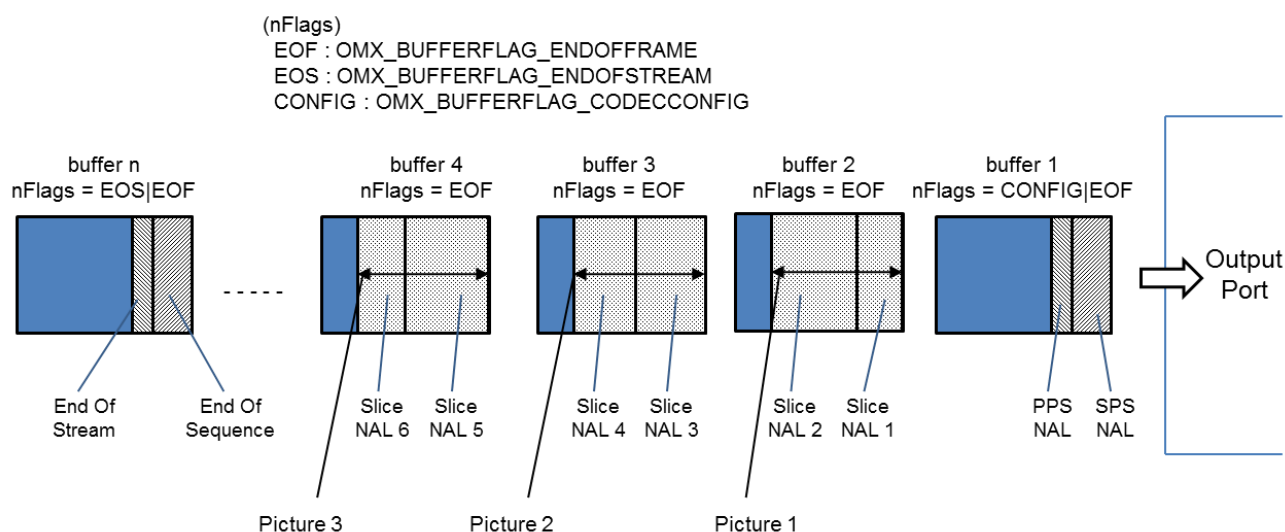 (nFlags)
EOF : OMX_BUFFERFLAG_ENDOFFRAME
EOS : OMX_BUFFERFLAG_ENDOFSTREAM
CONFIG : OMX_BUFFERFLAG_CODECCONFIG
buffer n
nFlags = EOS|EOF
buffer 4
nFlags = EOF
buffer 3
nFlags = EOF
buffer 2
nFlags = EOF
buffer 1
nFlags = CONFIG|EOF
Output
Port
- - - - -
End Of
Stream
End Of
Sequence
Slice
NAL 6
Slice
NAL 5
Slice
NAL 4
Slice
NAL 3
Slice
NAL 2
Slice
NAL 1
PPS
NAL
SPS
NAL
Picture 3
Picture 2
Picture 1